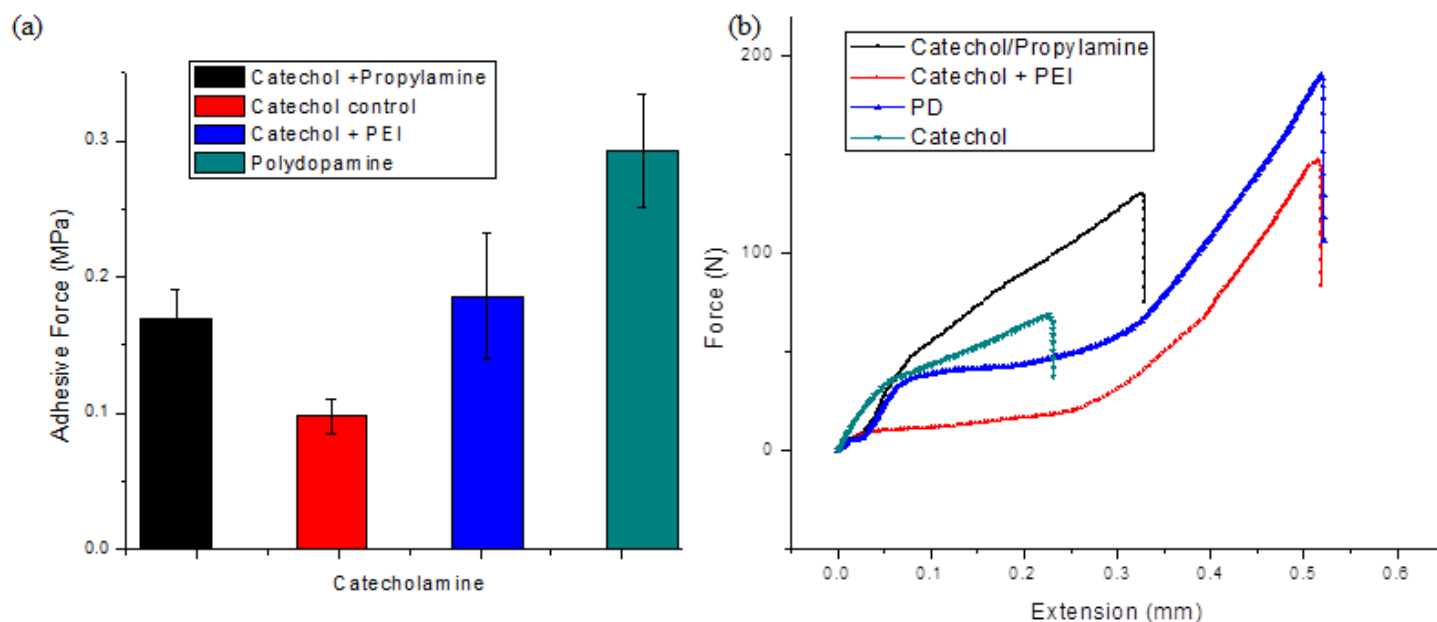 (a)
Catechol +Propylamine
Catechol control
Catechol + PEI
Polydopamine
Adhesive Force (MPa)
0.3
0.2
0.1
0.0
Catecholamine
(b)
Catechol/Propylamine
Catechol + PEI
PD
Catechol
Force (N)
200
100
0
0.0 0.1 0.2 0.3 0.4 0.5 0.6
Extension (mm)